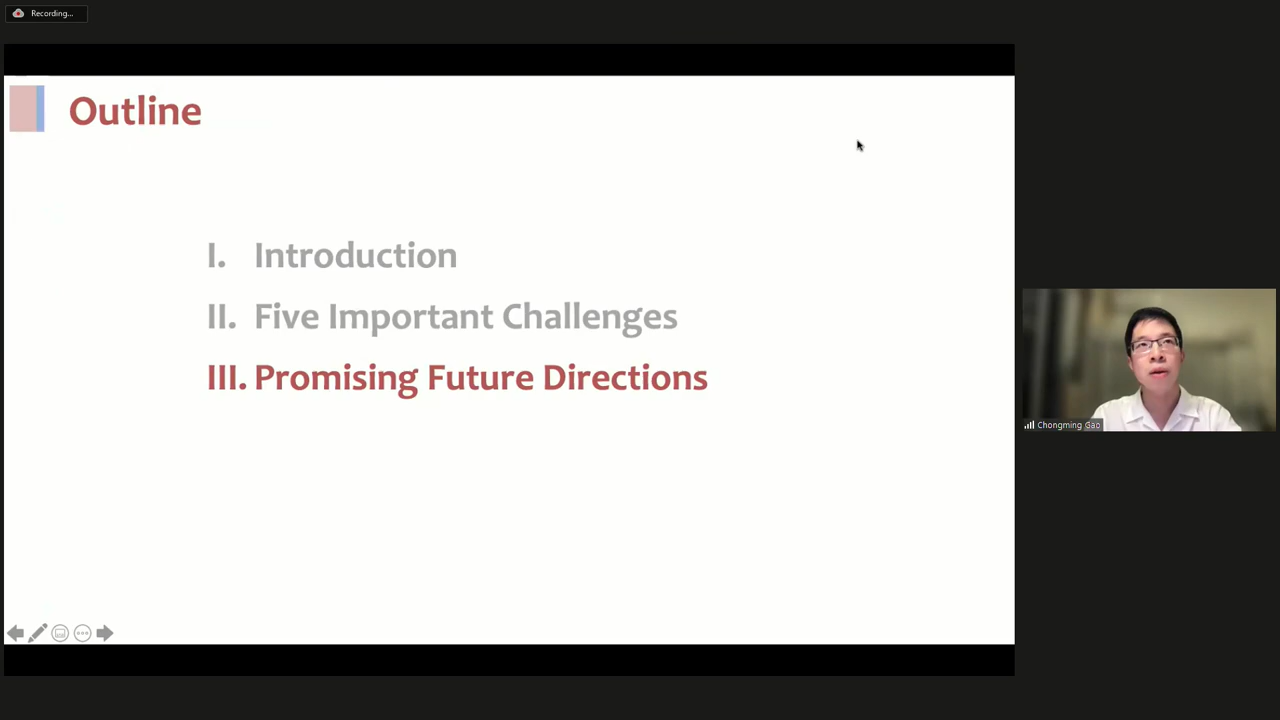 Recording...
Outline
I. Introduction
II. Five Important Challenges
III. Promising Future Directions
Chongming Gao